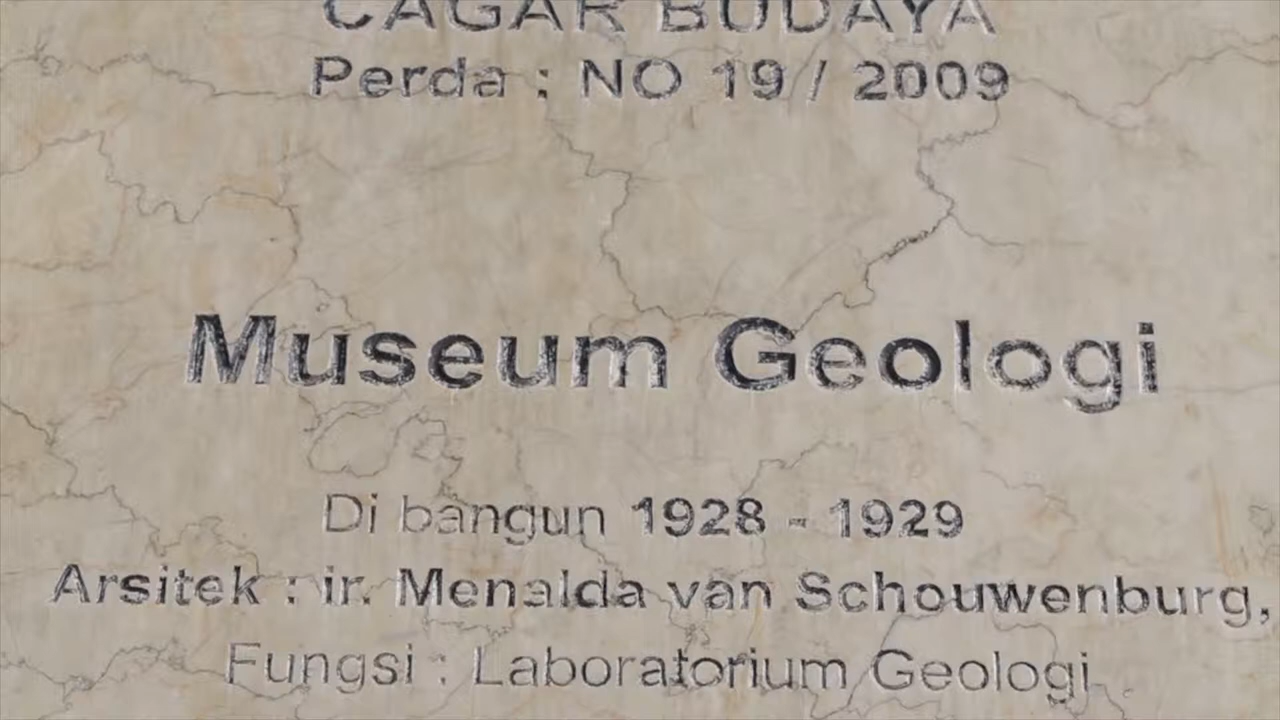 CAGAR BUDAYA
Perda : NO 19 / 2009
Museum Geologi
Di bangun 1928 - 1929
Arsitek : ir. Menalda van Schouwenburg,
Fungsi : Laboratorium Geologi